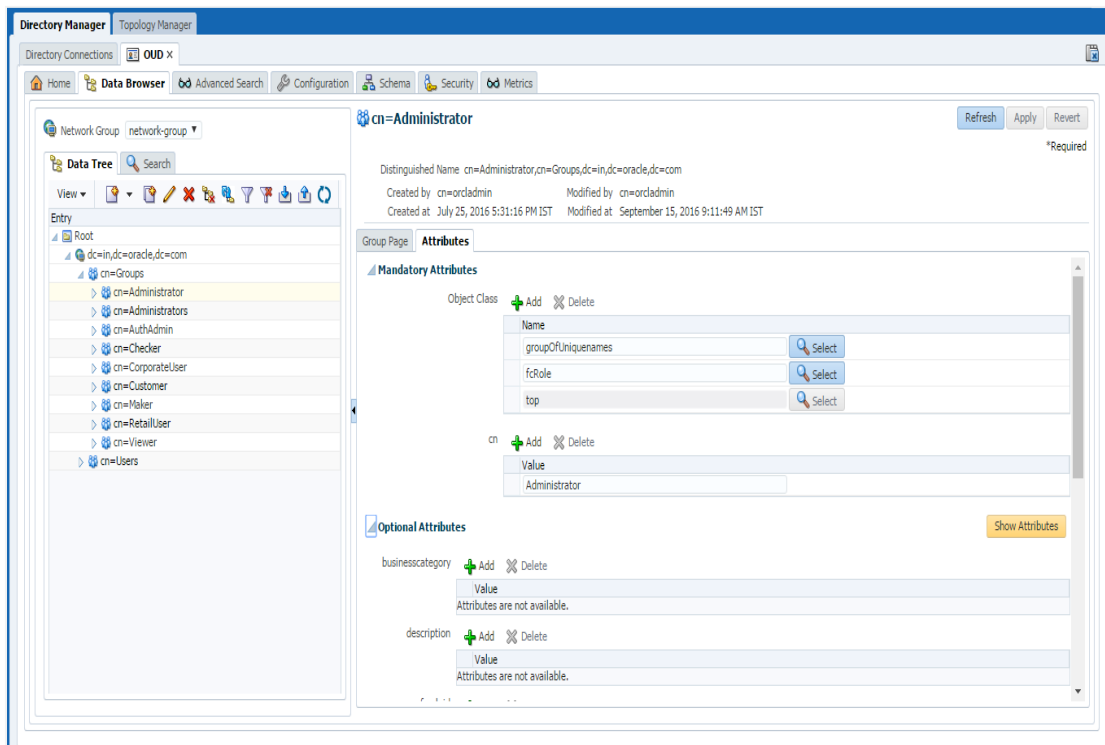 Directory Manager Topology Manager
Directory Connections OUD ×
Home Data Browser Advanced Search Configuration Schema Security Metrics
Network Group network-group
Data Tree Search
View
Entry
Root
dc=in,dc=oracle,dc=com
cn=Groups
cn=Administrator
cn=Administrators
cn=AuthAdmin
cn=Checker
cn=CorporateUser
cn=Customer
cn=Maker
cn=RetailUser
cn=Viewer
cn=Users
cn=Administrator
Refresh Apply Revert
*Required
Distinguished Name cn=Administrator,cn=Groups,dc=in,dc=oracle,dc=com
Created by cn=orcladmin Modified by cn=orcladmin
Created at July 25, 2016 5:31:16 PM IST Modified at September 15, 2016 9:11:49 AM IST
Group Page Attributes
Mandatory Attributes
Object Class Add Delete
Name
groupOfUniquenames Select
fcRole Select
top Select
cn Add Delete
Value
Administrator
Optional Attributes Show Attributes
businesscategory Add Delete
Value
Attributes are not available.
description Add Delete
Value
Attributes are not available.